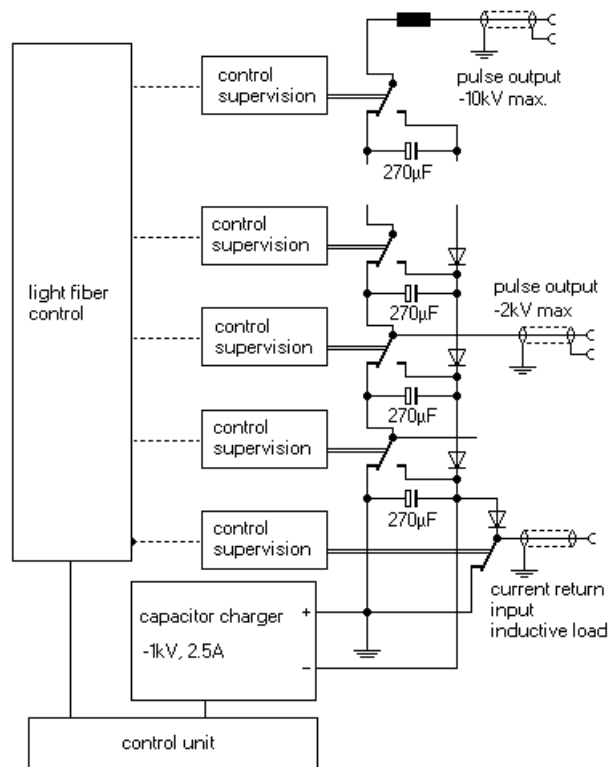 control
supervision
pulse output
-10kV max.
270µF
control
supervision
light fiber
control
270µF
pulse output
-2kV max
control
supervision
270µF
control
supervision
270µF
control
supervision
current return
input
inductive load
capacitor charger
+
-1kV, 2.5A
−
control unit